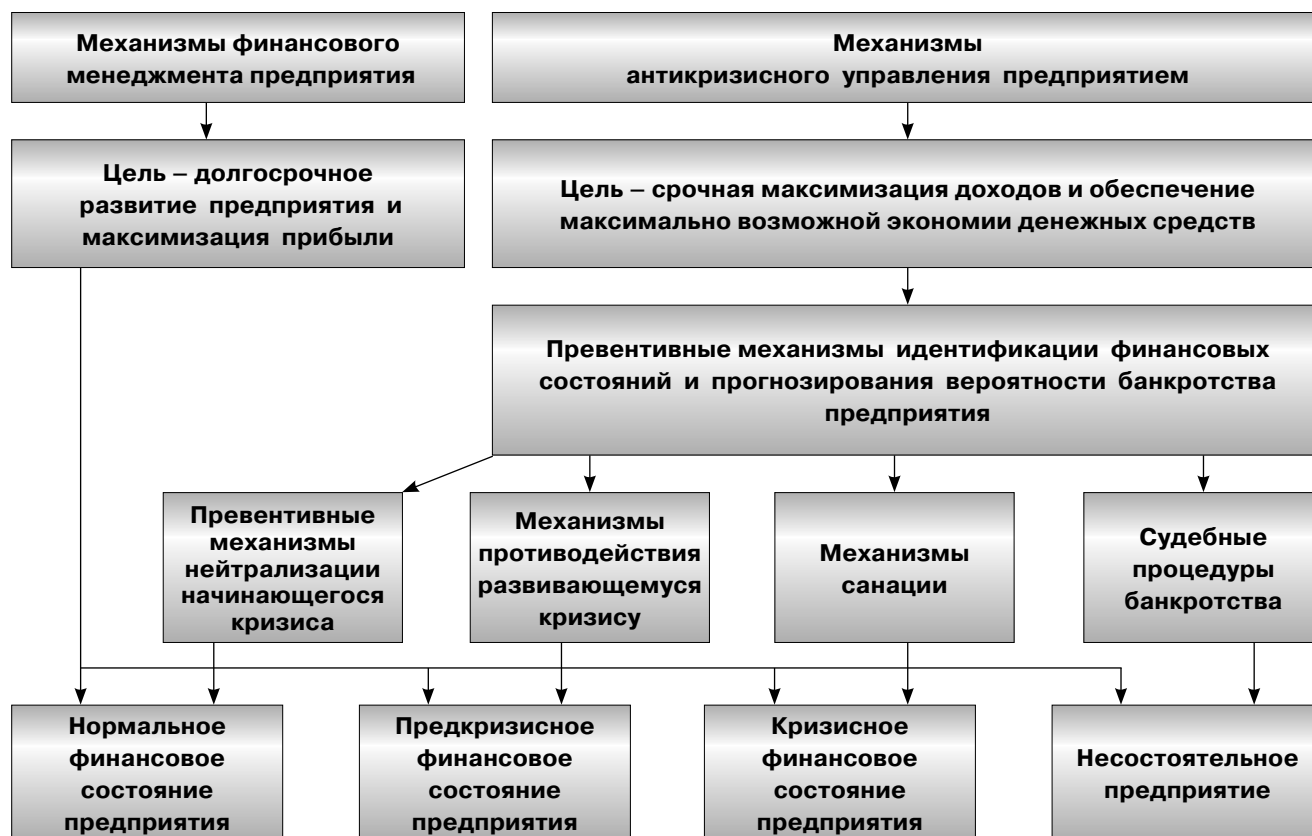 Механизмы финансового
менеджмента предприятия
Механизмы
антикризисного управления предприятием
Цель – долгосрочное
развитие предприятия и
максимизация прибыли
Цель – срочная максимизация доходов и обеспечение
максимально возможной экономии денежных средств
Превентивные механизмы идентификации финансовых
состояний и прогнозирования вероятности банкротства
предприятия
Превентивные
механизмы
нейтрализации
начинающегося
кризиса
Механизмы
противодействия
развивающемуся
кризису
Механизмы
санации
Судебные
процедуры
банкротства
Нормальное
финансовое
состояние
предприятия
Предкризисное
финансовое
состояние
предприятия
Кризисное
финансовое
состояние
предприятия
Несостоятельное
предприятие